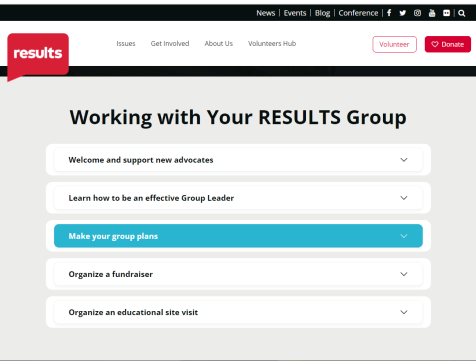 News | Events | Blog | Conference
results
Issues Get Involved About Us Volunteers Hub
Volunteer Donate
Working with Your RESULTS Group
Welcome and support new advocates
Learn how to be an effective Group Leader
Make your group plans
Organize a fundraiser
Organize an educational site visit